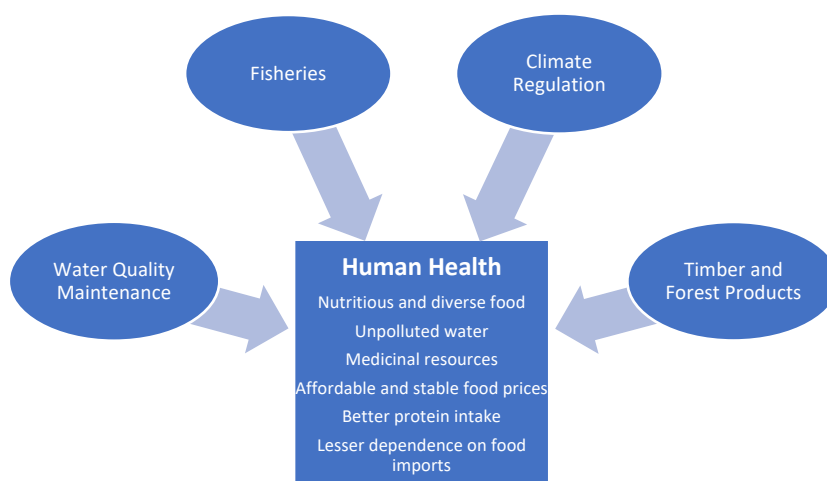 Fisheries
Climate
Regulation
Water Quality
Maintenance
Timber and
Forest Products
Human Health
Nutritious and diverse food
Unpolluted water
Medicinal resources
Affordable and stable food prices
Better protein intake
Lesser dependence on food
imports